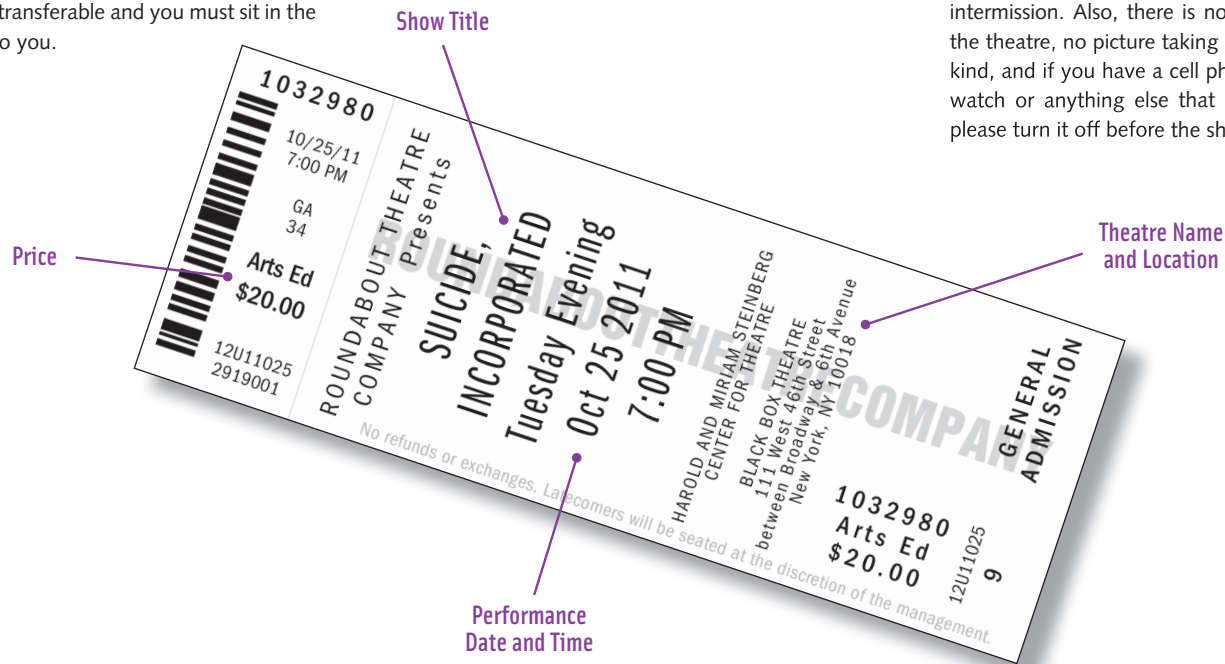 transferable and you must sit in the
o you.
Show Title
intermission. Also, there is no
the theatre, no picture taking
kind, and if you have a cell ph
watch or anything else that
please turn it off before the sh
Price
Theatre Name
and Location
Performance
Date and Time
1032980
10/25/11
7:00 PM
GA
34
Arts Ed
$20.00
12U11025
2919001
ROUNDABOUT THEATRE
COMPANY Presents
SUICIDE,
INCORPORATED
Tuesday Evening
Oct 25 2011
7:00 PM
HAROLD AND MIRIAM STEINBERG
CENTER FOR THEATRE
BLACK BOX THEATRE
111 West 46th Street
between Broadway & 6th Avenue
New York, NY 10018
GENERAL
ADMISSION
1032980
Arts Ed
$20.00
12U11025
9
ROUNDABOUTTHEATRECOMPANY
No refunds or exchanges. Latecomers will be seated at the discretion of the management.